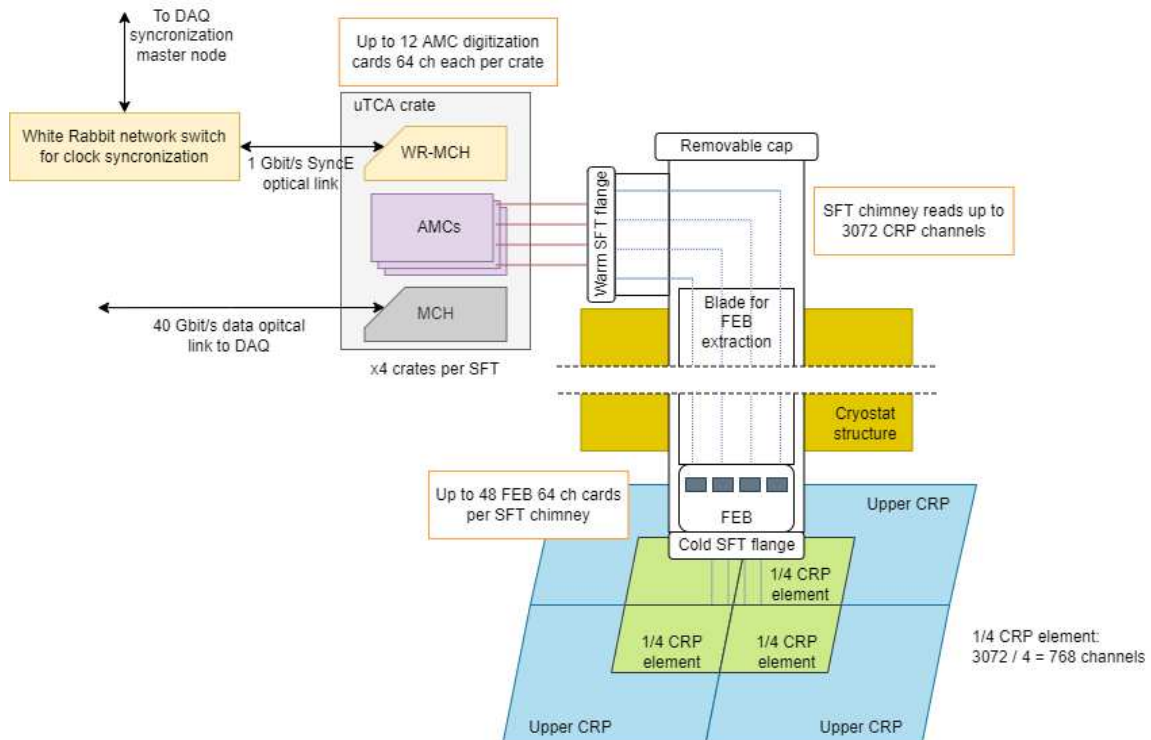 To DAQ
syncronization
master node
Up to 12 AMC digitization
cards 64 ch each per crate
uTCA crate
White Rabbit network switch
for clock syncronization
1 Gbit/s SyncE
optical link
WR-MCH
AMCs
MCH
40 Gbit/s data opitcal
link to DAQ
x4 crates per SFT
Removable cap
Warm SFT flange
SFT chimney reads up to
3072 CRP channels
Blade for
FEB
extraction
Cryostat
structure
Up to 48 FEB 64 ch cards
per SFT chimney
FEB
Cold SFT flange
Upper CRP
1/4 CRP
element
1/4 CRP
element
1/4 CRP
element
1/4 CRP element:
3072 / 4 = 768 channels
Upper CRP
Upper CRP